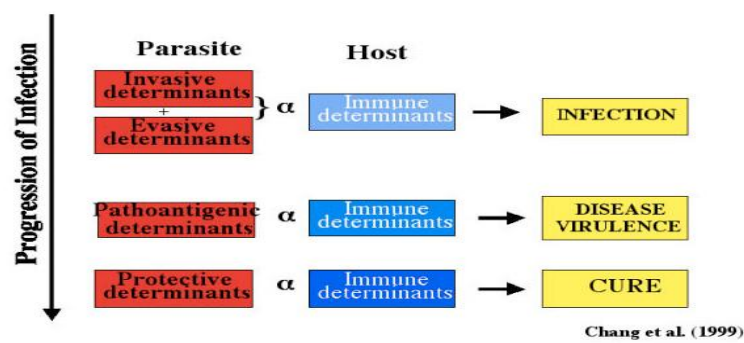 Progression of Infection
Parasite
Host
Invasive
determinants
+
Evasive
determinants
} α
Immune
determinants
INFECTION
Pathoantigenic
determinants
α
Immune
determinants
DISEASE
VIRULENCE
Protective
determinants
α
Immune
determinants
CURE
Chang et al. (1999)